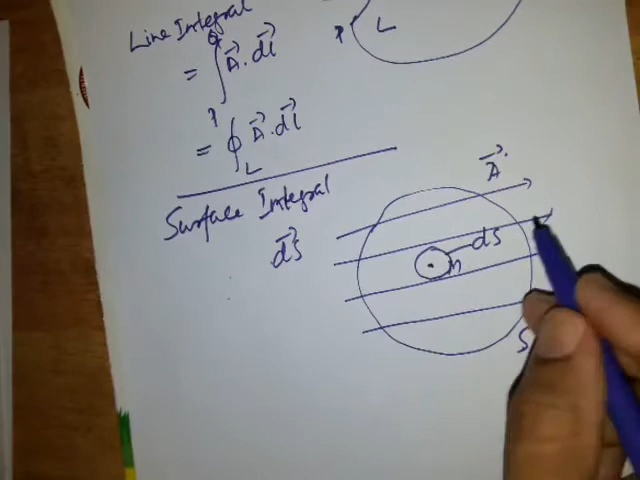 Line Integral
Q
= ∫ A⃗ . dl⃗
P
P L
= ∮ A⃗ . dl⃗
L
Surface Integral
A⃗
dS⃗
dS
n
S